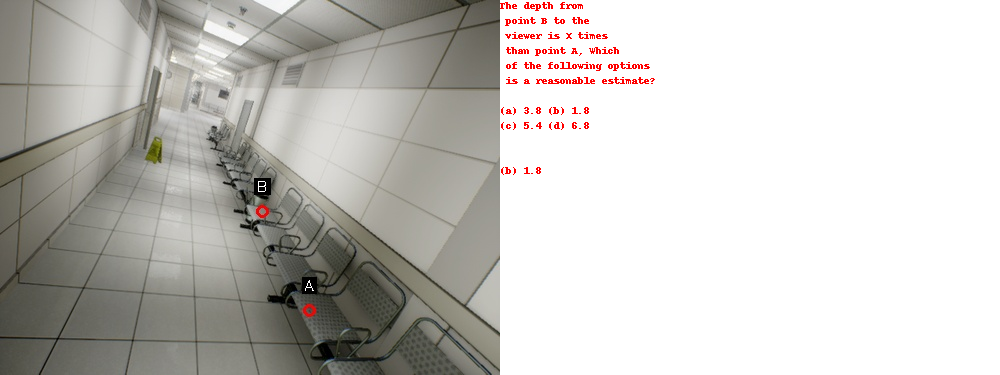 B
A
The depth from
point B to the
viewer is X times
than point A, Which
of the following options
is a reasonable estimate?
(a) 3.8 (b) 1.8
(c) 5.4 (d) 6.8
(b) 1.8